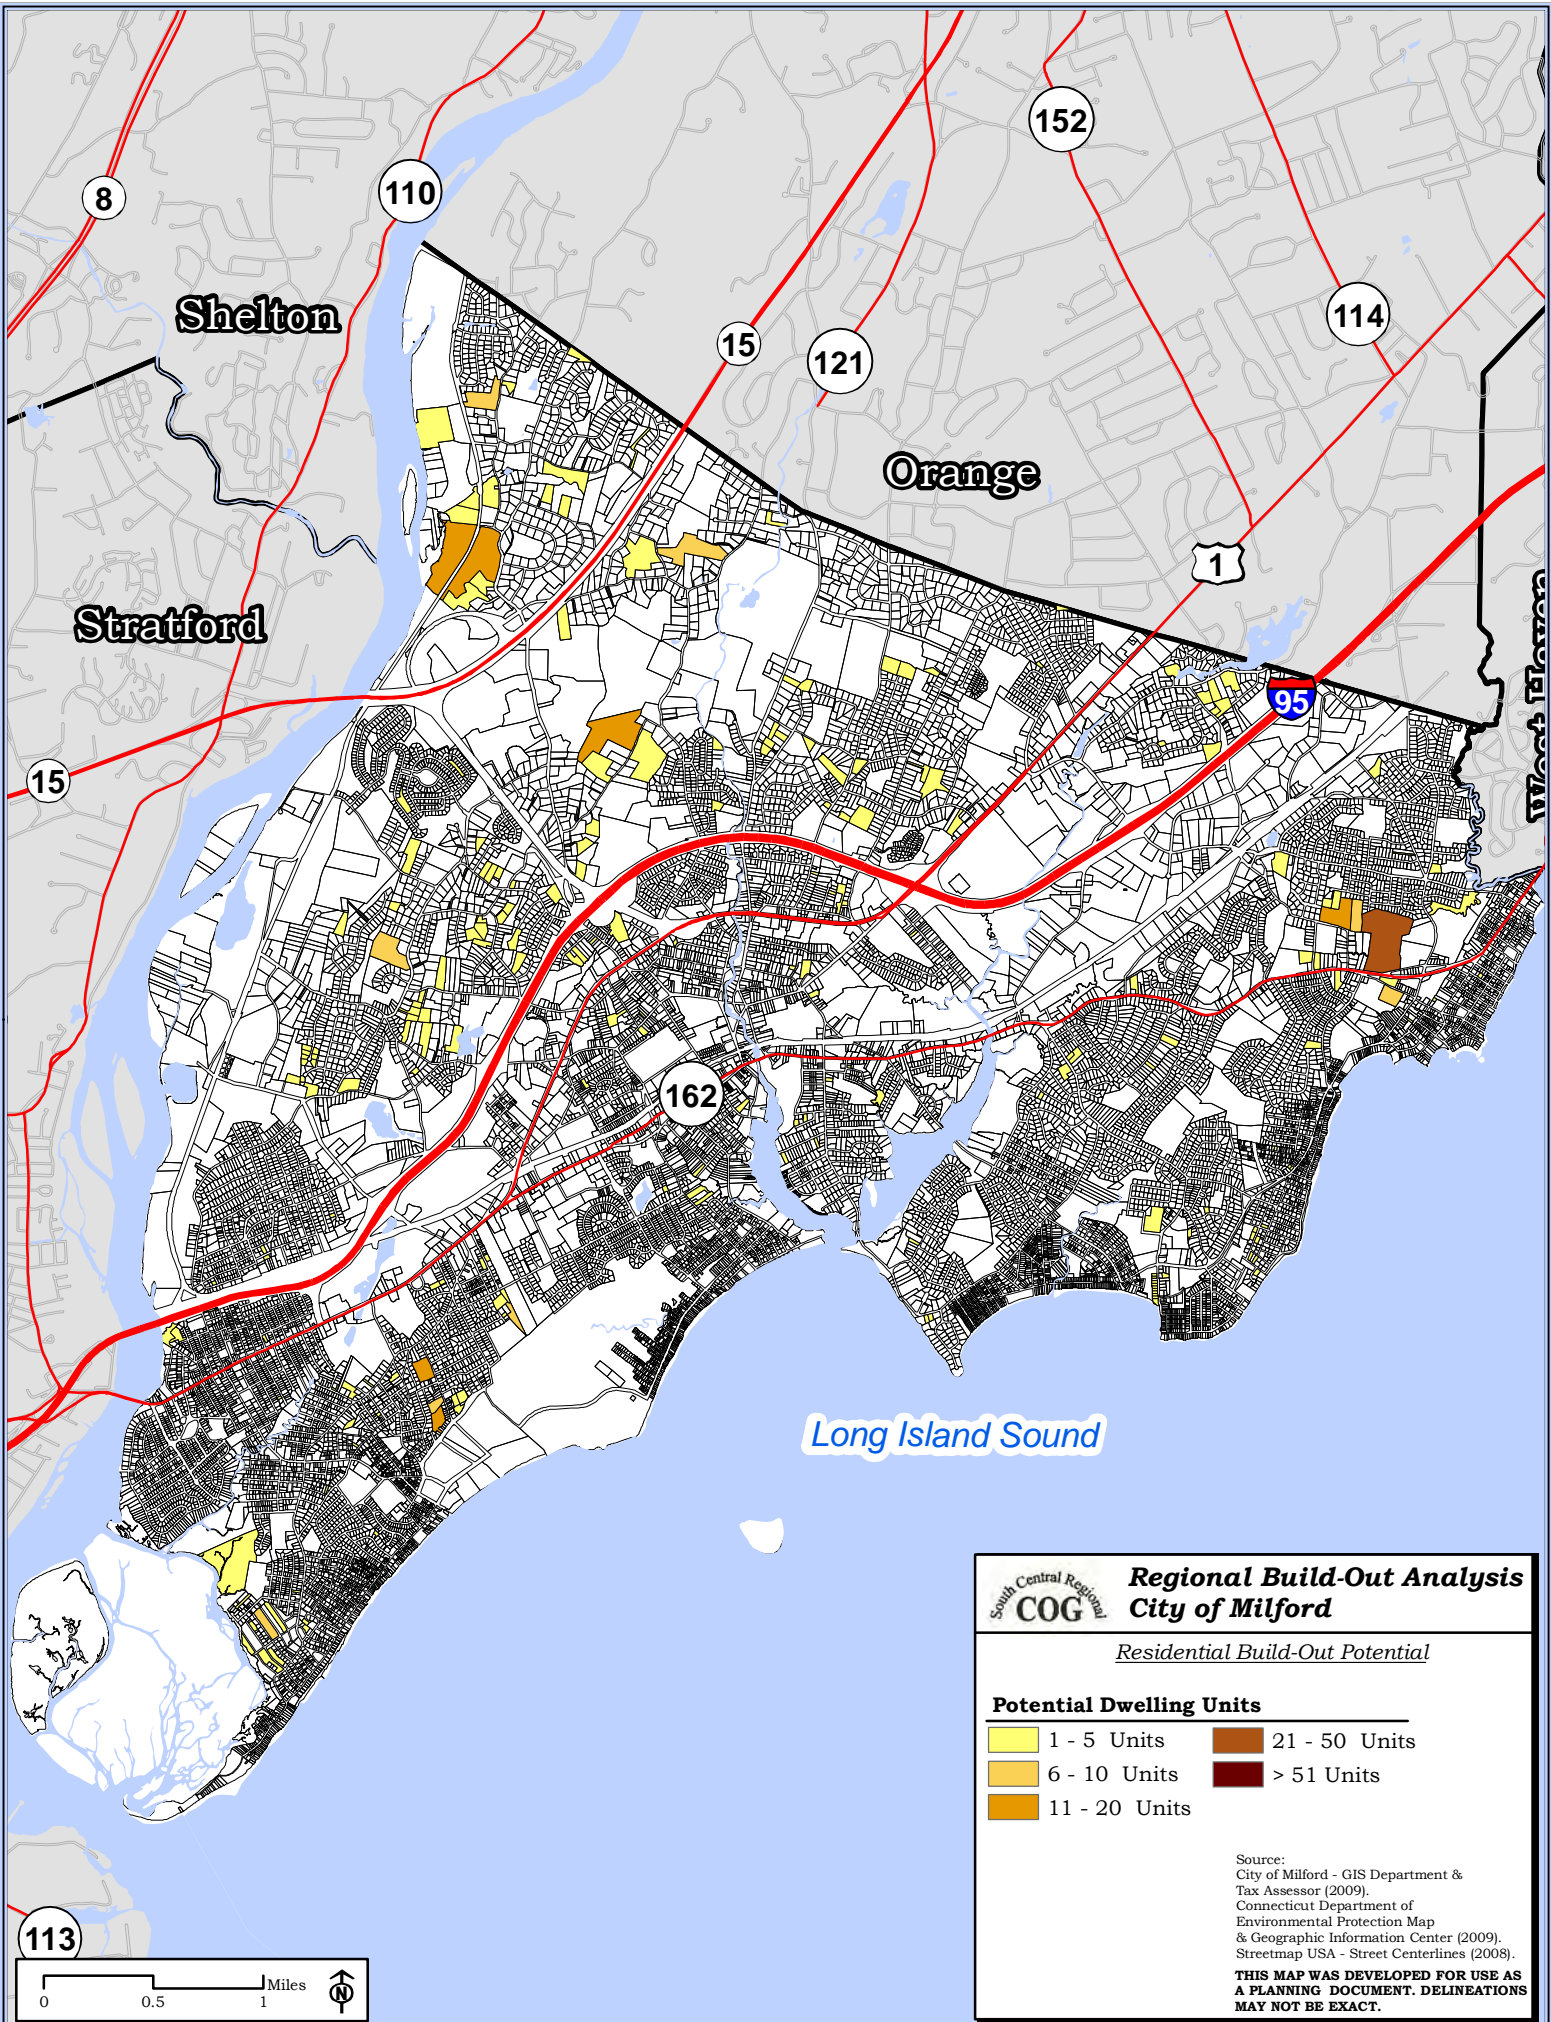 152
8
110
Shelton
15
121
114
Orange
1
Stratford
West Haven
95
15
162
Long Island Sound
South Central Regional
COG
Regional Build-Out Analysis
City of Milford
Residential Build-Out Potential
Potential Dwelling Units
1 - 5 Units
21 - 50 Units
6 - 10 Units
> 51 Units
11 - 20 Units
Source:
City of Milford - GIS Department &
Tax Assessor (2009).
Connecticut Department of
Environmental Protection Map
& Geographic Information Center (2009).
Streetmap USA - Street Centerlines (2008).
THIS MAP WAS DEVELOPED FOR USE AS
A PLANNING DOCUMENT. DELINEATIONS
MAY NOT BE EXACT.
113
Miles
0 0.5 1
N